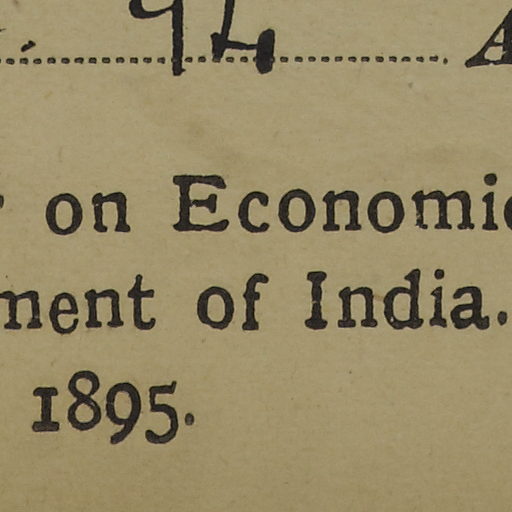 94
on Economic
ment of India.
1895.